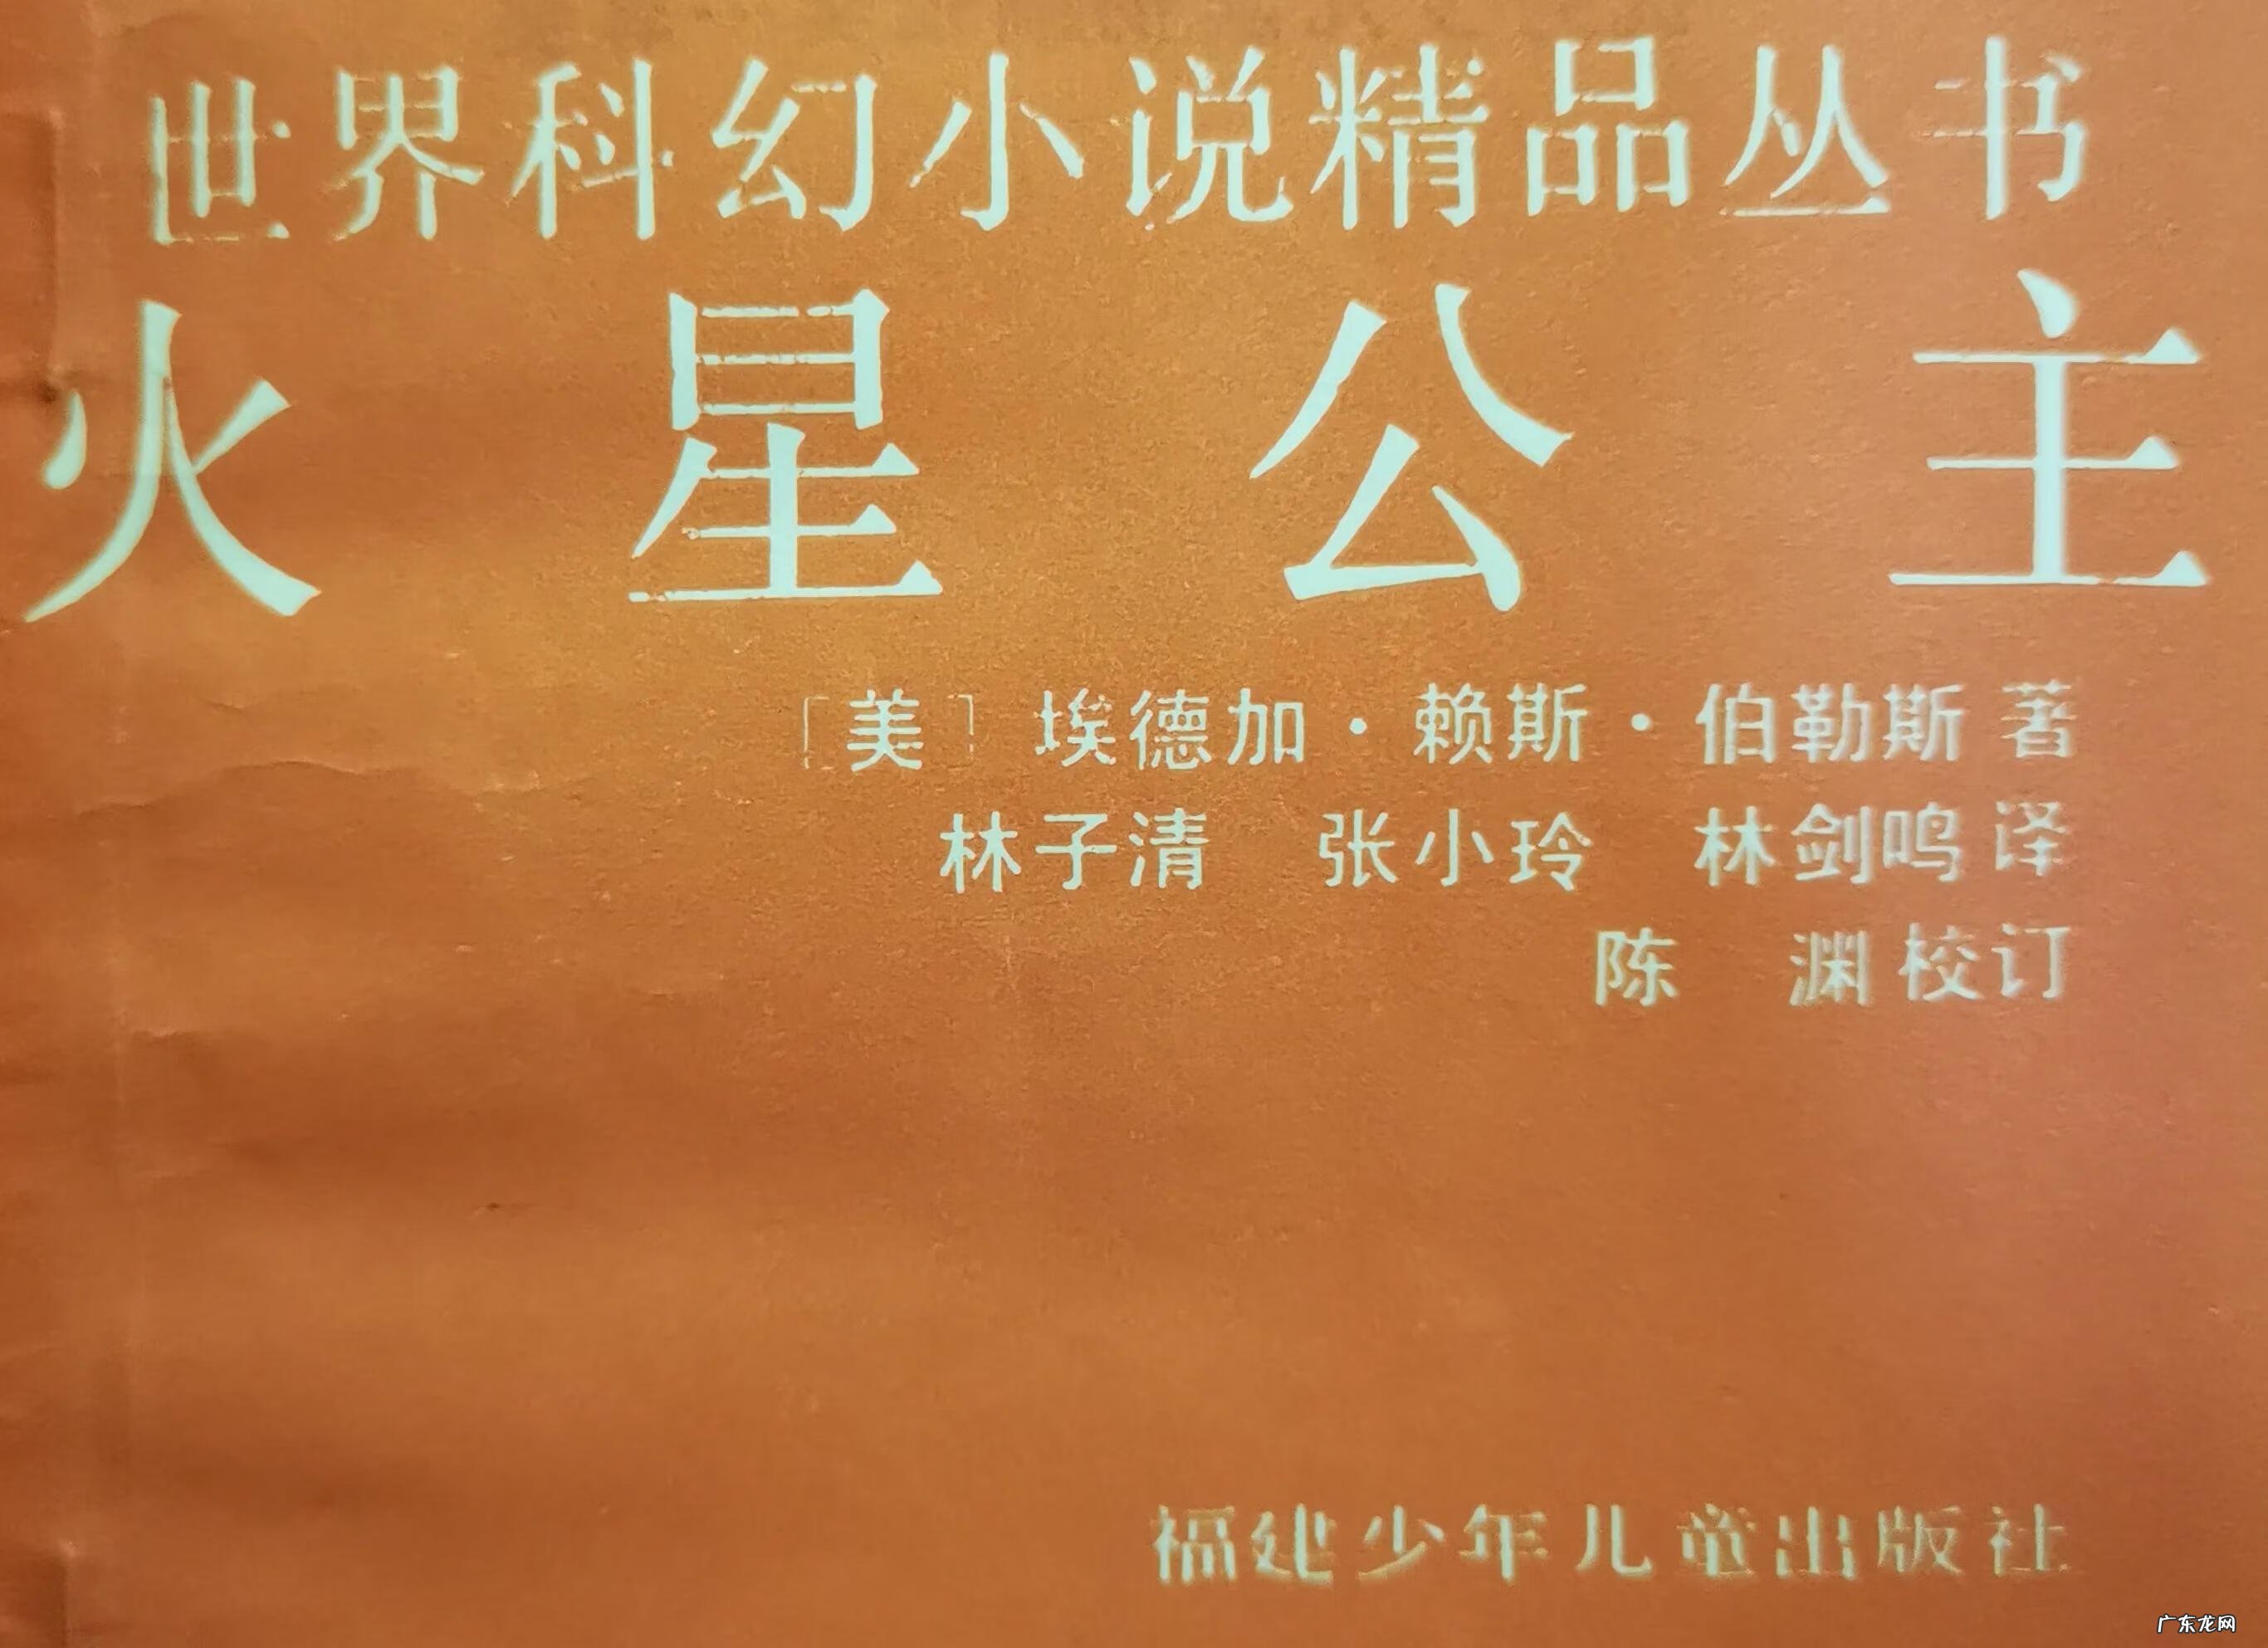 世界科幻小说精品丛书
火星公主
［美］埃德加·赖斯·伯勒斯 著
林子清 张小玲 林剑鸣 译
陈 渊 校订
福建少年儿童出版社
广东龙网